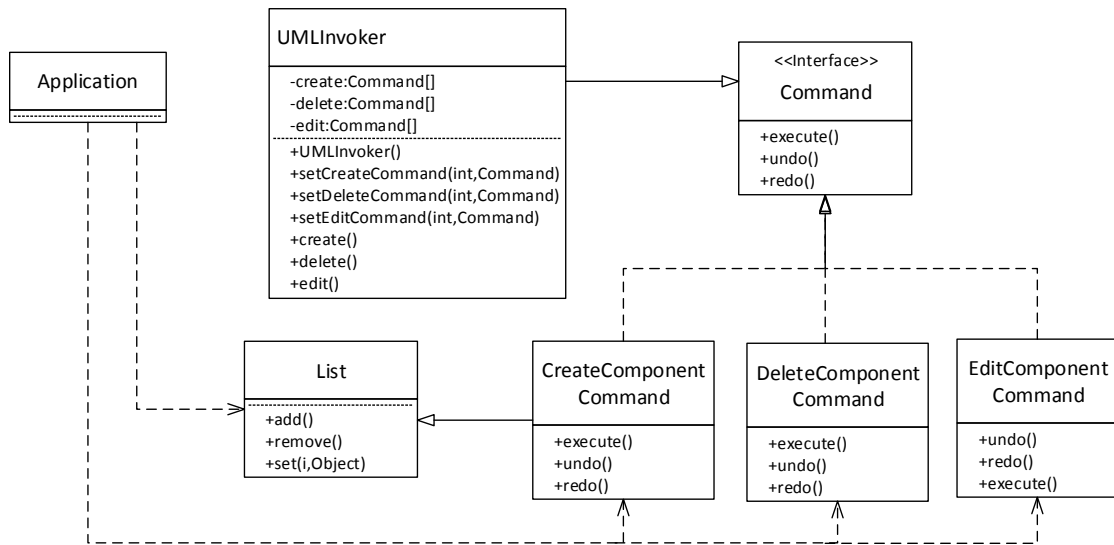 Application
UMLInvoker
-create:Command[]
-delete:Command[]
-edit:Command[]
+UMLInvoker()
+setCreateCommand(int,Command)
+setDeleteCommand(int,Command)
+setEditCommand(int,Command)
+create()
+delete()
+edit()
<<Interface>>
Command
+execute()
+undo()
+redo()
List
+add()
+remove()
+set(i,Object)
CreateComponent
Command
+execute()
+undo()
+redo()
DeleteComponent
Command
+execute()
+undo()
+redo()
EditComponent
Command
+undo()
+redo()
+execute()